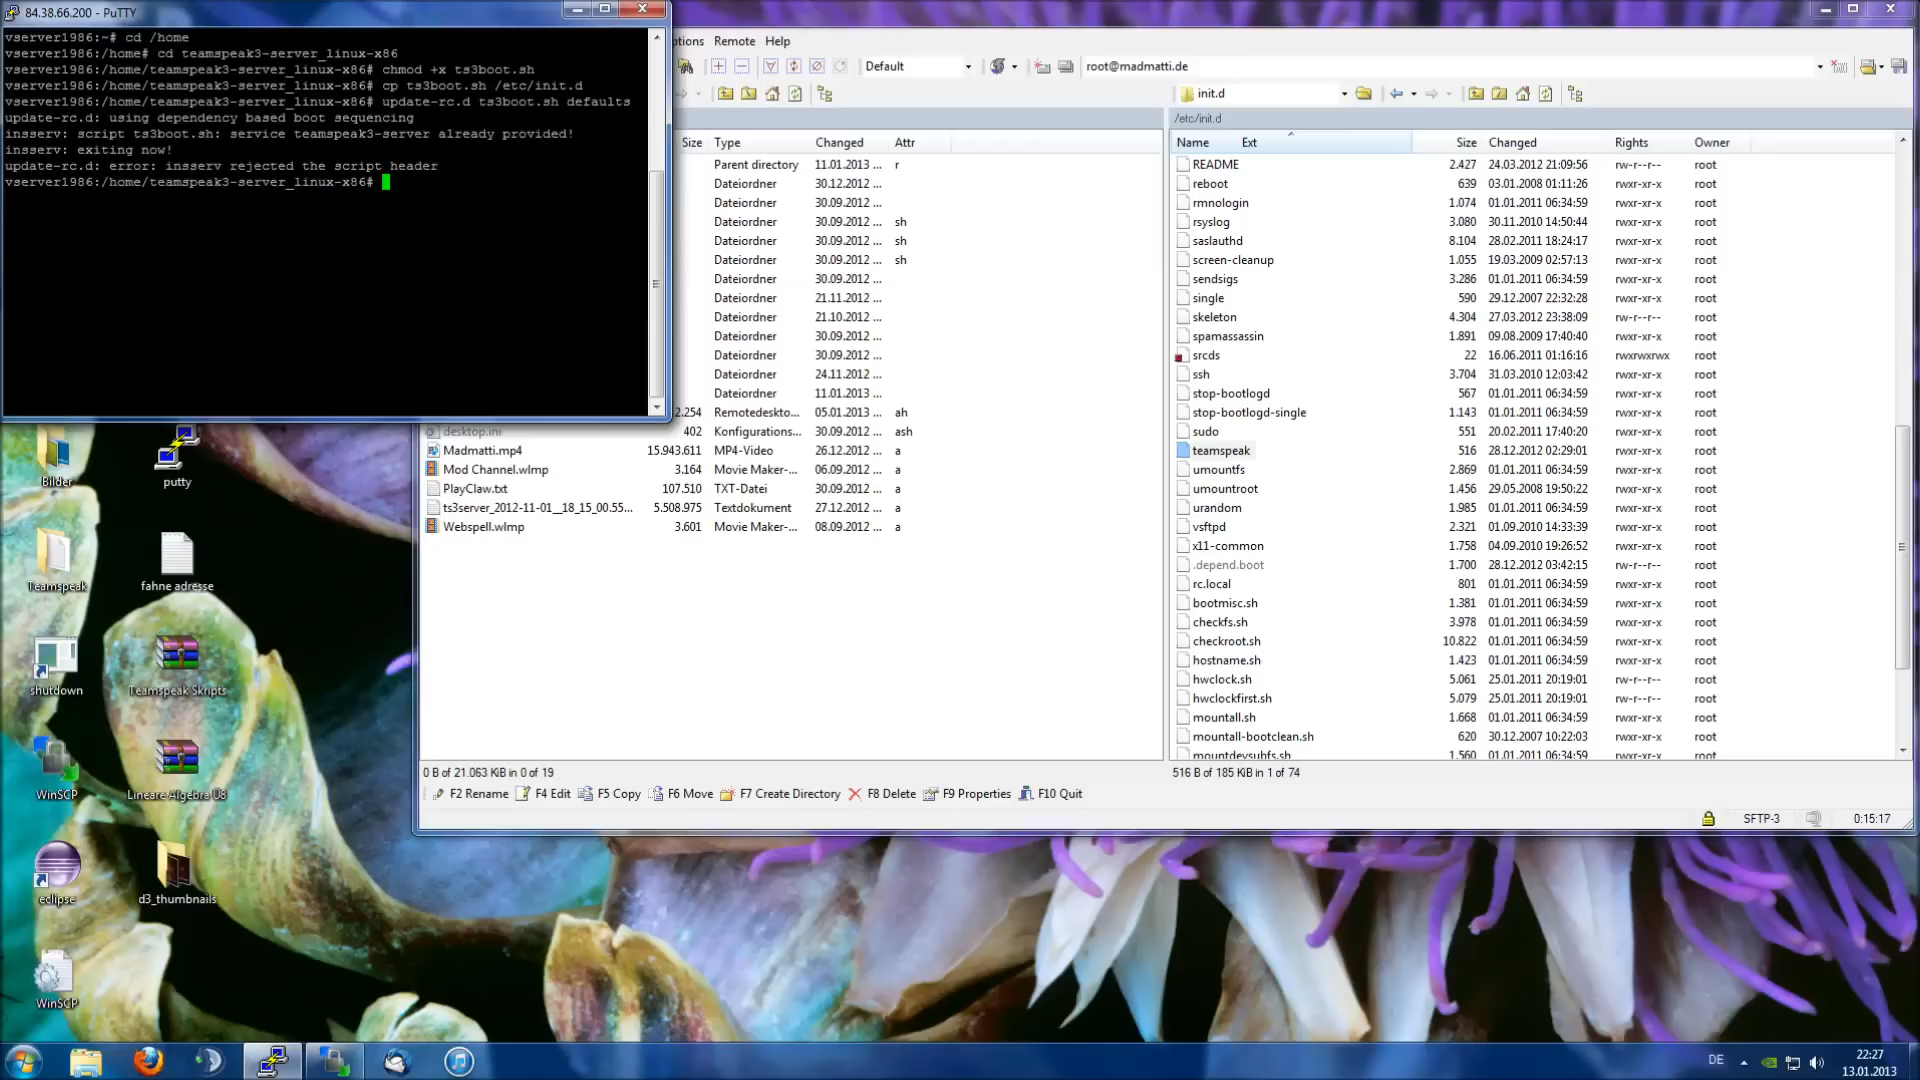 84.38.66.200 - PuTTY
vserver1986:~# cd /home
vserver1986:/home# cd teamspeak3-server_linux-x86
vserver1986:/home/teamspeak3-server_linux-x86# chmod +x ts3boot.sh
vserver1986:/home/teamspeak3-server_linux-x86# cp ts3boot.sh /etc/init.d
vserver1986:/home/teamspeak3-server_linux-x86# update-rc.d ts3boot.sh defaults
update-rc.d: using dependency based boot sequencing
insserv: script ts3boot.sh: service teamspeak3-server already provided!
insserv: exiting now!
update-rc.d: error: insserv rejected the script header
vserver1986:/home/teamspeak3-server_linux-x86#
ptions Remote Help
Default root@madmatti.de
init.d
/etc/init.d
Size Type Changed Attr
Parent directory 11.01.2013 ... r
Dateiordner 30.12.2012 ...
Dateiordner 30.09.2012 ...
Dateiordner 30.09.2012 ... sh
Dateiordner 30.09.2012 ... sh
Dateiordner 30.09.2012 ... sh
Dateiordner 30.09.2012 ...
Dateiordner 21.11.2012 ...
Dateiordner 21.10.2012 ...
Dateiordner 30.09.2012 ...
Dateiordner 30.09.2012 ...
Dateiordner 24.11.2012 ...
Dateiordner 11.01.2013 ...
2.254 Remotedeskto... 05.01.2013 ... ah
desktop.ini 402 Konfigurations... 30.09.2012 ... ash
Madmatti.mp4 15.943.611 MP4-Video 26.12.2012 ... a
Mod Channel.wlmp 3.164 Movie Maker-... 06.09.2012 ... a
PlayClaw.txt 107.510 TXT-Datei 30.09.2012 ... a
ts3server_2012-11-01__18_15_00.55... 5.508.975 Textdokument 27.12.2012 ... a
Webspell.wlmp 3.601 Movie Maker-... 08.09.2012 ... a
Name Ext Size Changed Rights Owner
README 2.427 24.03.2012 21:09:56 rw-r--r-- root
reboot 639 03.01.2008 01:11:26 rwxr-xr-x root
rmnologin 1.074 01.01.2011 06:34:59 rwxr-xr-x root
rsyslog 3.080 30.11.2010 14:50:44 rwxr-xr-x root
saslauthd 8.104 28.02.2011 18:24:17 rwxr-xr-x root
screen-cleanup 1.055 19.03.2009 02:57:13 rwxr-xr-x root
sendsigs 3.286 01.01.2011 06:34:59 rwxr-xr-x root
single 590 29.12.2007 22:32:28 rwxr-xr-x root
skeleton 4.304 27.03.2012 23:38:09 rw-r--r-- root
spamassassin 1.891 09.08.2009 17:40:40 rwxr-xr-x root
srcds 22 16.06.2011 01:16:16 rwxrwxrwx root
ssh 3.704 31.03.2010 12:03:42 rwxr-xr-x root
stop-bootlogd 567 01.01.2011 06:34:59 rwxr-xr-x root
stop-bootlogd-single 1.143 01.01.2011 06:34:59 rwxr-xr-x root
sudo 551 20.02.2011 17:40:20 rwxr-xr-x root
teamspeak 516 28.12.2012 02:29:01 rwxr-xr-x root
umountfs 2.869 01.01.2011 06:34:59 rwxr-xr-x root
umountroot 1.456 29.05.2008 19:50:22 rwxr-xr-x root
urandom 1.985 01.01.2011 06:34:59 rwxr-xr-x root
vsftpd 2.321 01.09.2010 14:33:39 rwxr-xr-x root
x11-common 1.758 04.09.2010 19:26:52 rwxr-xr-x root
.depend.boot 1.700 28.12.2012 03:42:15 rw-r--r-- root
rc.local 801 01.01.2011 06:34:59 rwxr-xr-x root
bootmisc.sh 1.381 01.01.2011 06:34:59 rwxr-xr-x root
checkfs.sh 3.978 01.01.2011 06:34:59 rwxr-xr-x root
checkroot.sh 10.822 01.01.2011 06:34:59 rwxr-xr-x root
hostname.sh 1.423 01.01.2011 06:34:59 rwxr-xr-x root
hwclock.sh 5.061 25.01.2011 20:19:01 rw-r--r-- root
hwclockfirst.sh 5.079 25.01.2011 20:19:01 rwxr-xr-x root
mountall.sh 1.668 01.01.2011 06:34:59 rwxr-xr-x root
mountall-bootclean.sh 620 30.12.2007 10:22:03 rwxr-xr-x root
mountdevsubfs.sh 1.560 01.01.2011 06:34:59 rwxr-xr-x root
0 B of 21.063 KiB in 0 of 19
516 B of 185 KiB in 1 of 74
F2 Rename F4 Edit F5 Copy F6 Move F7 Create Directory F8 Delete F9 Properties F10 Quit
SFTP-3 0:15:17
Bilder
putty
Teamspeak
fahne adresse
shutdown
Teamspeak Skripts
WinSCP
Lineare Algebra U8
eclipse
d3_thumbnails
WinSCP
DE
22:27
13.01.2013